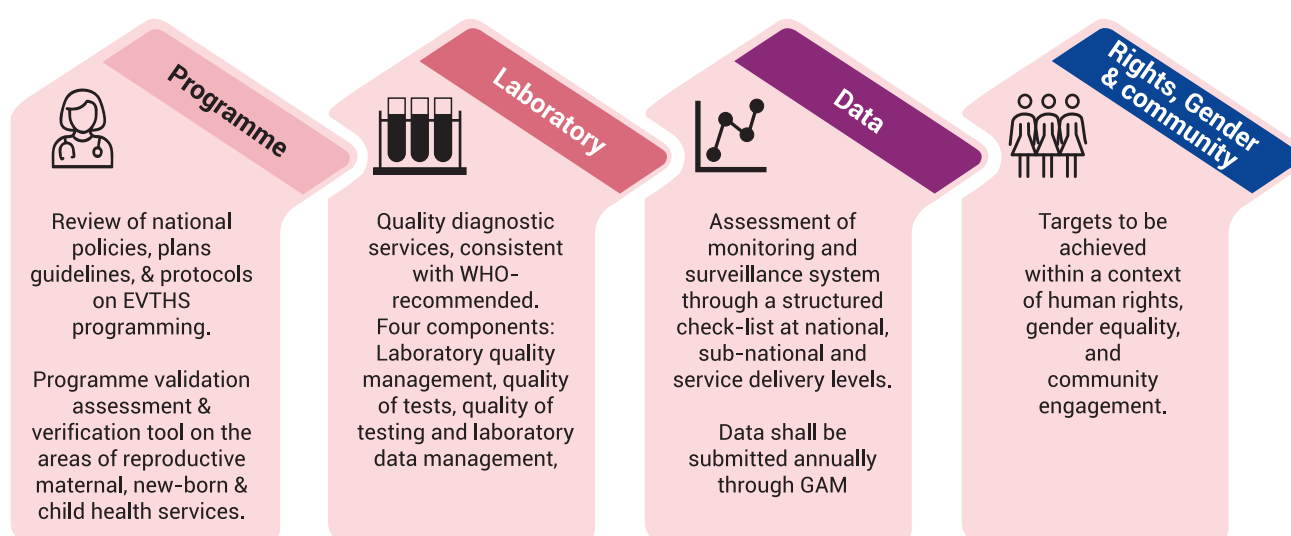 Programme
Review of national
policies, plans
guidelines, & protocols
on EVTHS
programming.
Programme validation
assessment &
verification tool on the
areas of reproductive
maternal, new-born &
child health services.
Laboratory
Quality diagnostic
services, consistent
with WHO-
recommended.
Four components:
Laboratory quality
management, quality
of tests, quality of
testing and laboratory
data management,
Data
Assessment of
monitoring and
surveillance system
through a structured
check-list at national,
sub-national and
service delivery levels.
Data shall be
submitted annually
through GAM
Rights, Gender
& community
Targets to be
achieved
within a context
of human rights,
gender equality,
and
community
engagement.